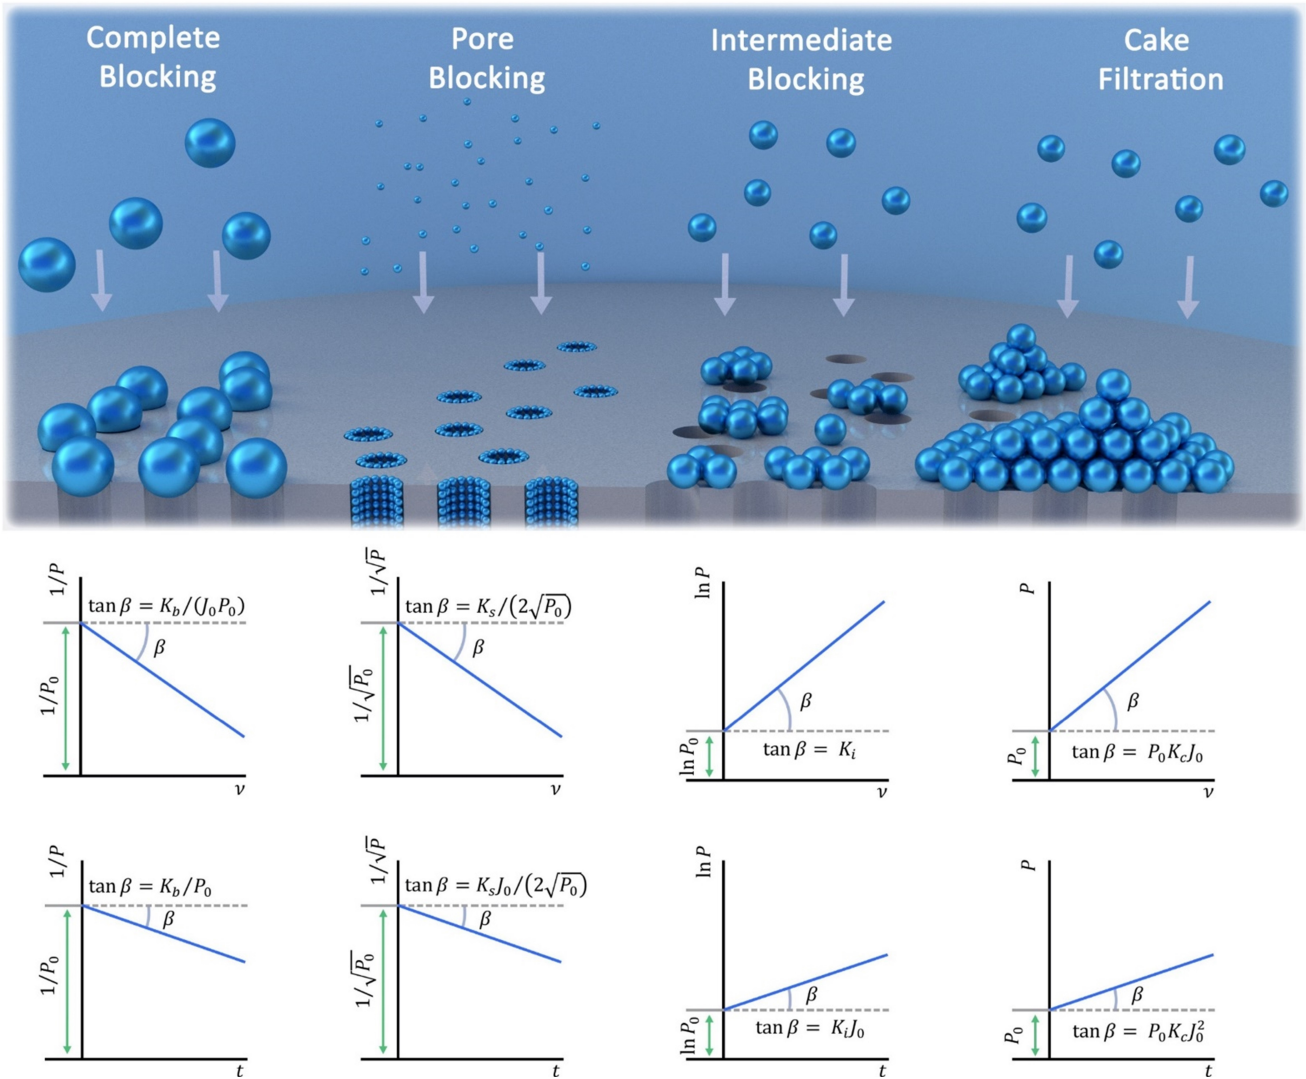 Complete
Blocking
Pore
Blocking
Intermediate
Blocking
Cake
Filtration
1/P
tan β = K_b/(J_0P_0)
β
1/P_0
ν
1/√P
tan β = K_s/(2√P_0)
β
1/√P_0
ν
ln P
β
ln P_0
tan β = K_i
ν
P
β
P_0
tan β = P_0K_cJ_0
ν
1/P
tan β = K_b/P_0
β
1/P_0
t
1/√P
tan β = K_sJ_0/(2√P_0)
β
1/√P_0
t
ln P
β
ln P_0
tan β = K_iJ_0
t
P
β
P_0
tan β = P_0K_cJ_0^2
t